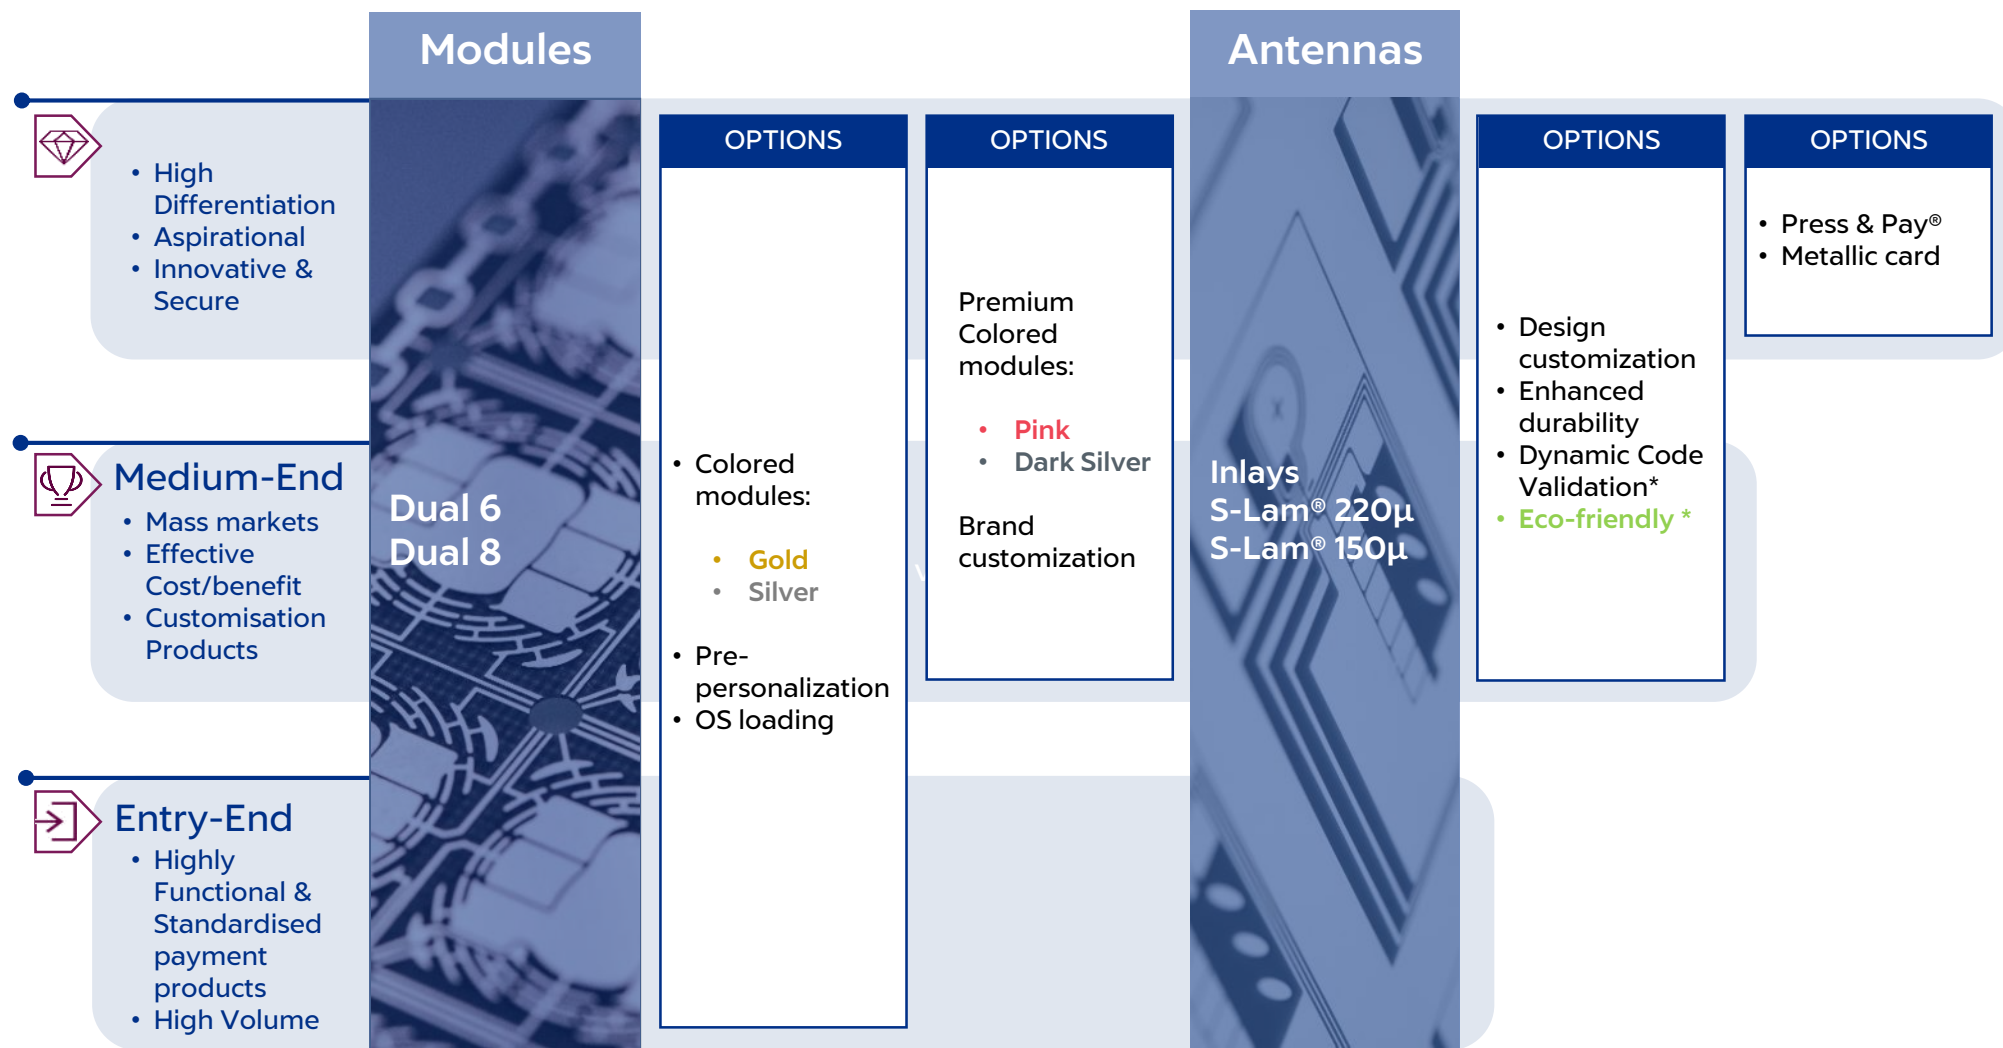 Modules
Antennas
• High
Differentiation
• Aspirational
• Innovative &
Secure
Medium-End
• Mass markets
• Effective
Cost/benefit
• Customisation
Products
Entry-End
• Highly
Functional &
Standardised
payment
products
• High Volume
Dual 6
Dual 8
OPTIONS
• Colored
modules:
• Gold
• Silver
• Pre-
personalization
• OS loading
OPTIONS
Premium
Colored
modules:
• Pink
• Dark Silver
Brand
customization
Inlays
S-Lam® 220µ
S-Lam® 150µ
OPTIONS
• Design
customization
• Enhanced
durability
• Dynamic Code
Validation*
• Eco-friendly *
OPTIONS
• Press & Pay®
• Metallic card